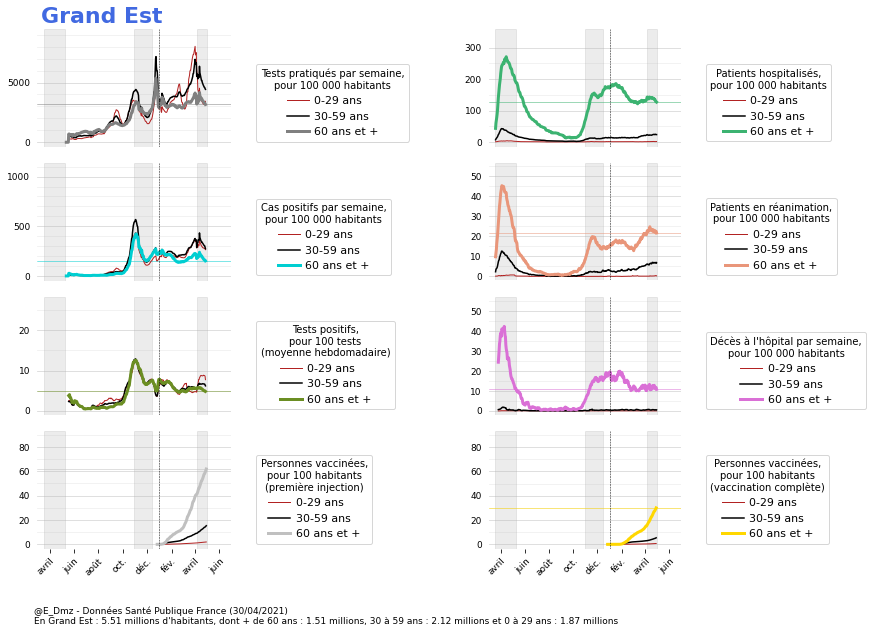 Grand Est
5000
0
Tests pratiqués par semaine,
pour 100 000 habitants
0-29 ans
30-59 ans
60 ans et +
300
200
100
0
Patients hospitalisés,
pour 100 000 habitants
0-29 ans
30-59 ans
60 ans et +
1000
500
0
Cas positifs par semaine,
pour 100 000 habitants
0-29 ans
30-59 ans
60 ans et +
50
40
30
20
10
0
Patients en réanimation,
pour 100 000 habitants
0-29 ans
30-59 ans
60 ans et +
20
10
0
Tests positifs,
pour 100 tests
(moyenne hebdomadaire)
0-29 ans
30-59 ans
60 ans et +
50
40
30
20
10
0
Décès à l'hôpital par semaine,
pour 100 000 habitants
0-29 ans
30-59 ans
60 ans et +
80
60
40
20
0
avril
juin
août
oct.
déc.
fév.
avril
juin
Personnes vaccinées,
pour 100 habitants
(première injection)
0-29 ans
30-59 ans
60 ans et +
80
60
40
20
0
avril
juin
août
oct.
déc.
fév.
avril
juin
Personnes vaccinées,
pour 100 habitants
(vaccination complète)
0-29 ans
30-59 ans
60 ans et +
@E_Dmz - Données Santé Publique France (30/04/2021)
En Grand Est : 5.51 millions d'habitants, dont + de 60 ans : 1.51 millions, 30 à 59 ans : 2.12 millions et 0 à 29 ans : 1.87 millions